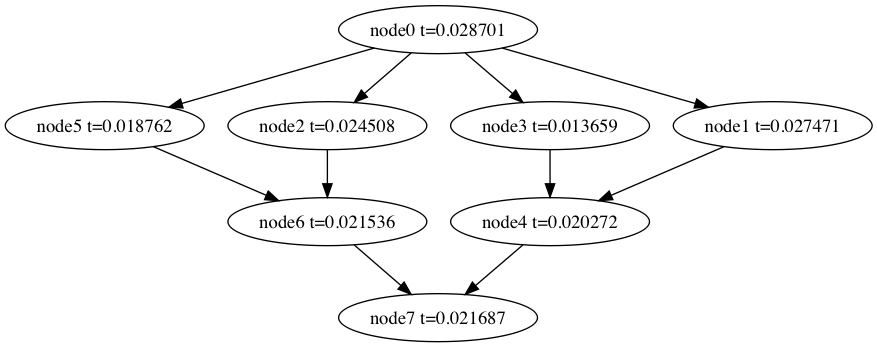 node0 t=0.028701
node5 t=0.018762
node2 t=0.024508
node3 t=0.013659
node1 t=0.027471
node6 t=0.021536
node4 t=0.020272
node7 t=0.021687